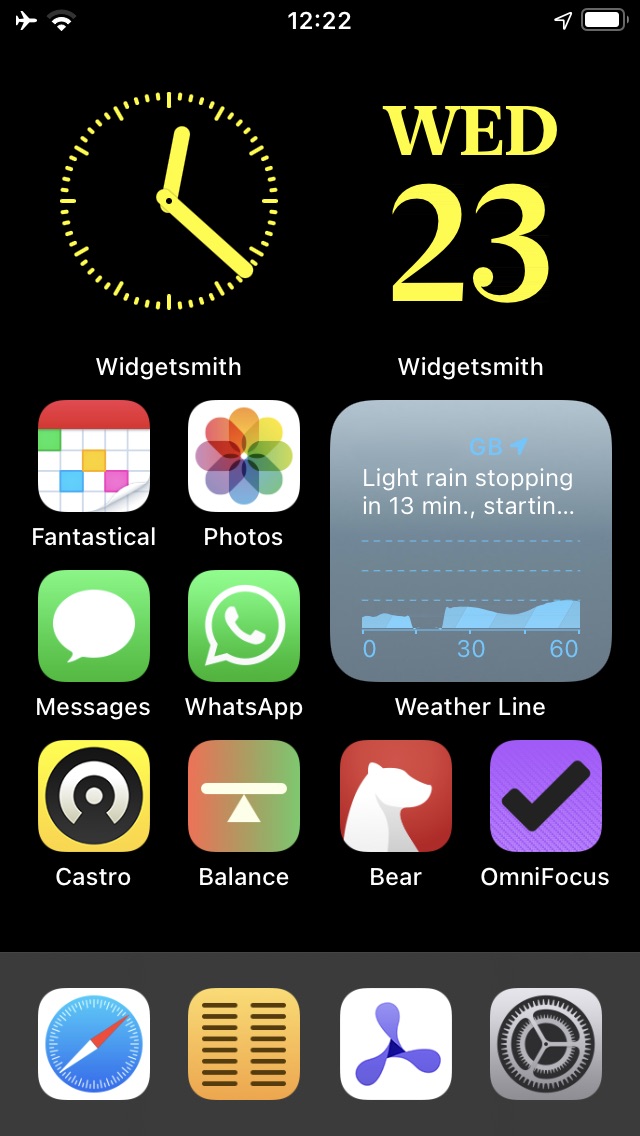 12:22
WED
23
Widgetsmith
Widgetsmith
Fantastical
Photos
GB
Light rain stopping
in 13 min., startin...
0 30 60
Messages
WhatsApp
Weather Line
Castro
Balance
Bear
OmniFocus